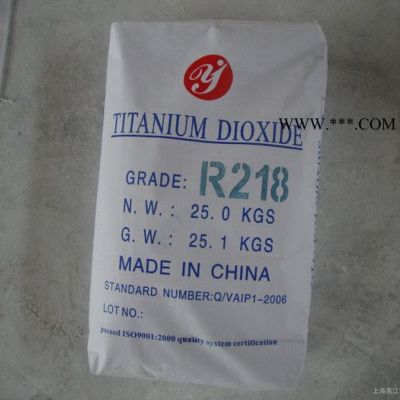 TITANIUM DIOXIDE
WWW.***.COM
GRADE: R218
N. W. : 25.0 KGS
G. W. : 25.1 KGS
MADE IN CHINA
STANDARD NUMBER:Q/VAIP1-2006
LOT NO.:
passed ISO9001:2000 quality system certification